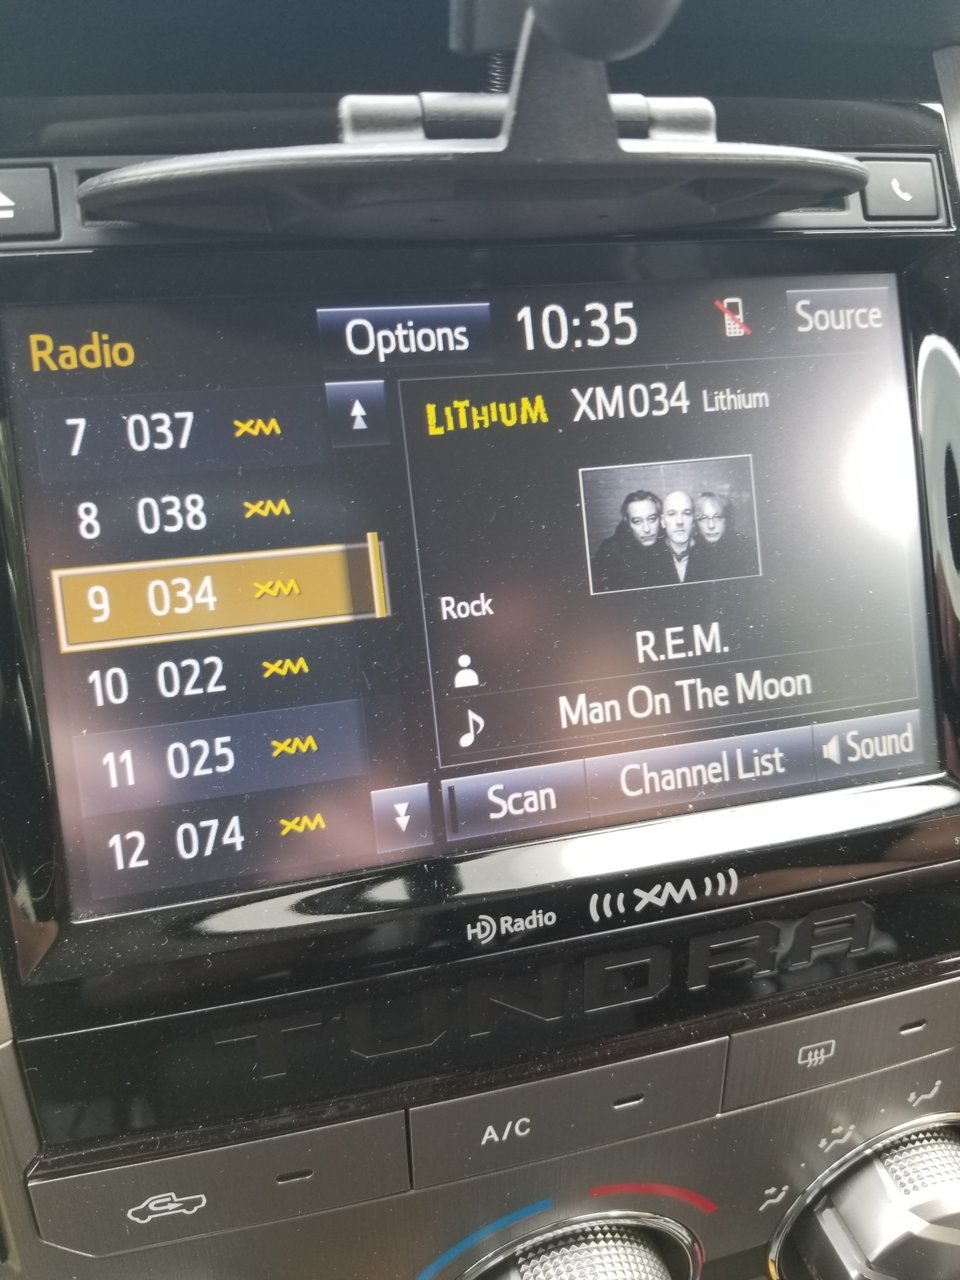 Radio
Options
10:35
Source
7 037 XM
8 038 XM
9 034 XM
10 022 XM
11 025 XM
12 074 XM
LITHIUM XM034 Lithium
Rock
R.E.M.
Man On The Moon
Scan
Channel List
Sound
HD Radio
XM
TUNDRA
A/C